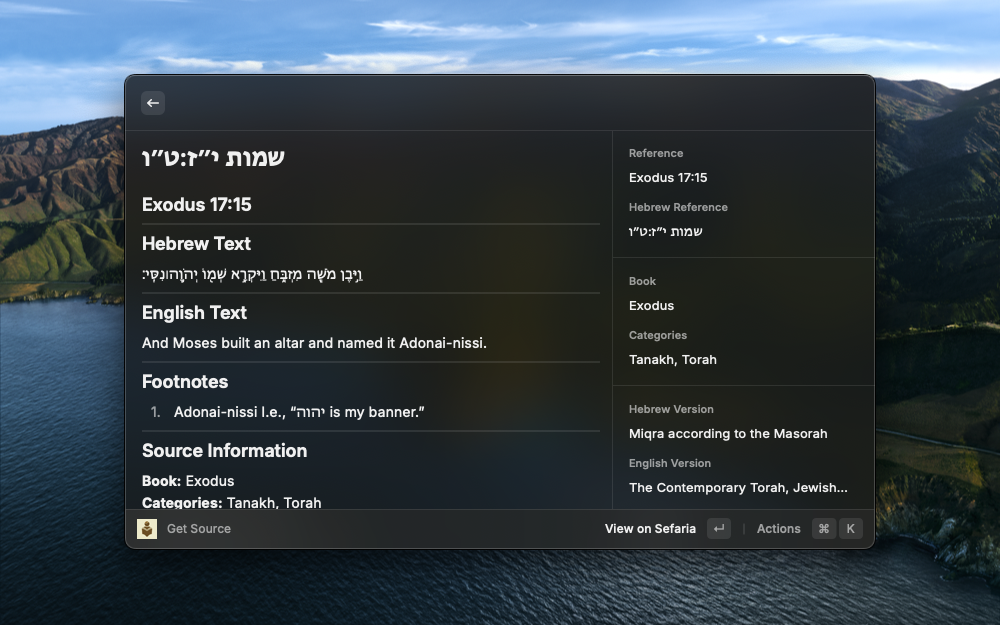 שמות י״ז:ט״ו
Exodus 17:15
Hebrew Text
וַיִּ֥בֶן מֹשֶׁ֖ה מִזְבֵּ֑חַ וַיִּקְרָ֥א שְׁמ֖וֹ יְהֹוָ֥הונִסִּֽי׃
English Text
And Moses built an altar and named it Adonai-nissi.
Footnotes
1. Adonai-nissi I.e., “יהוה is my banner.”
Source Information
Book: Exodus
Categories: Tanakh, Torah
Reference
Exodus 17:15
Hebrew Reference
שמות י״ז:ט״ו
Book
Exodus
Categories
Tanakh, Torah
Hebrew Version
Miqra according to the Masorah
English Version
The Contemporary Torah, Jewish...
Get Source
View on Sefaria ↵ | Actions ⌘ K